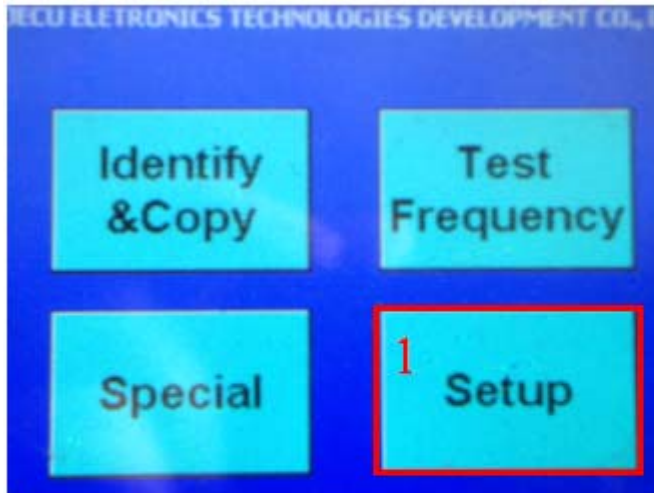 ELETRONICS TECHNOLOGIES DEVELOPMENT CO.,
Identify
&Copy
Test
Frequency
Special
1
Setup